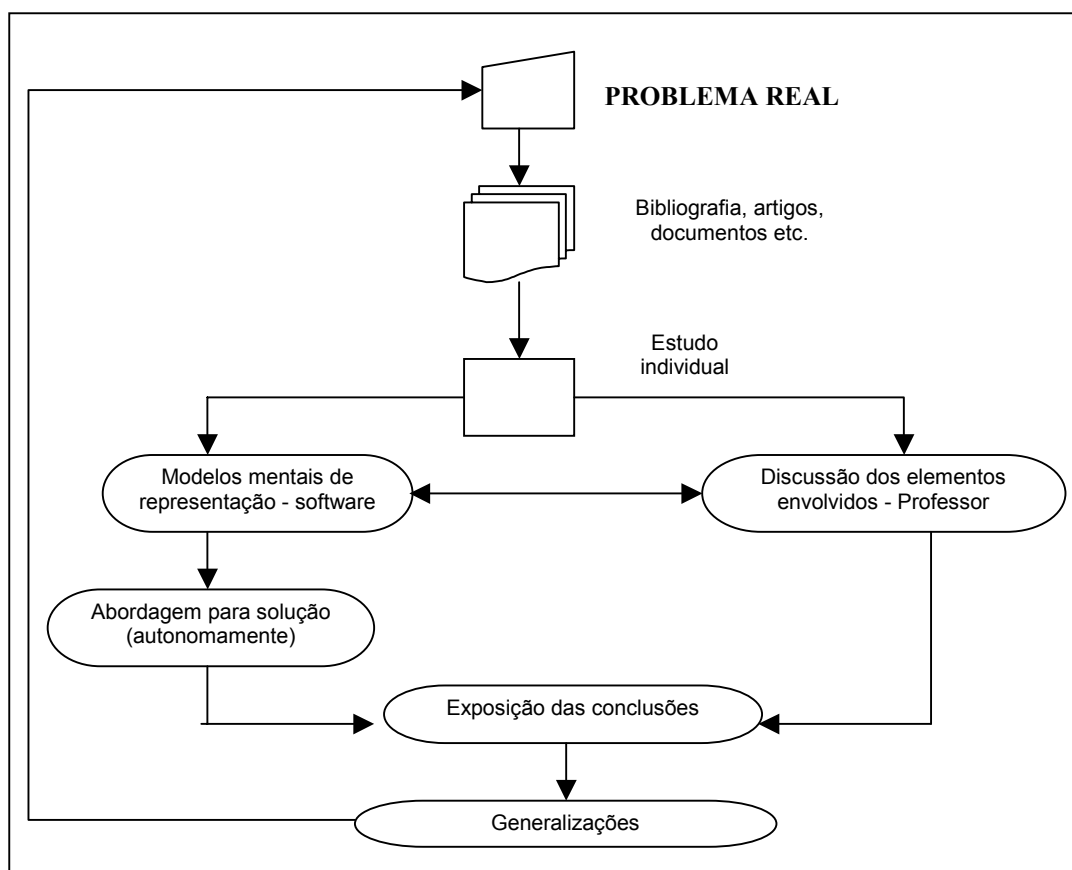 PROBLEMA REAL
Bibliografia, artigos,
documentos etc.
Estudo
individual
Modelos mentais de
representação - software
Discussão dos elementos
envolvidos - Professor
Abordagem para solução
(autonomamente)
Exposição das conclusões
Generalizações